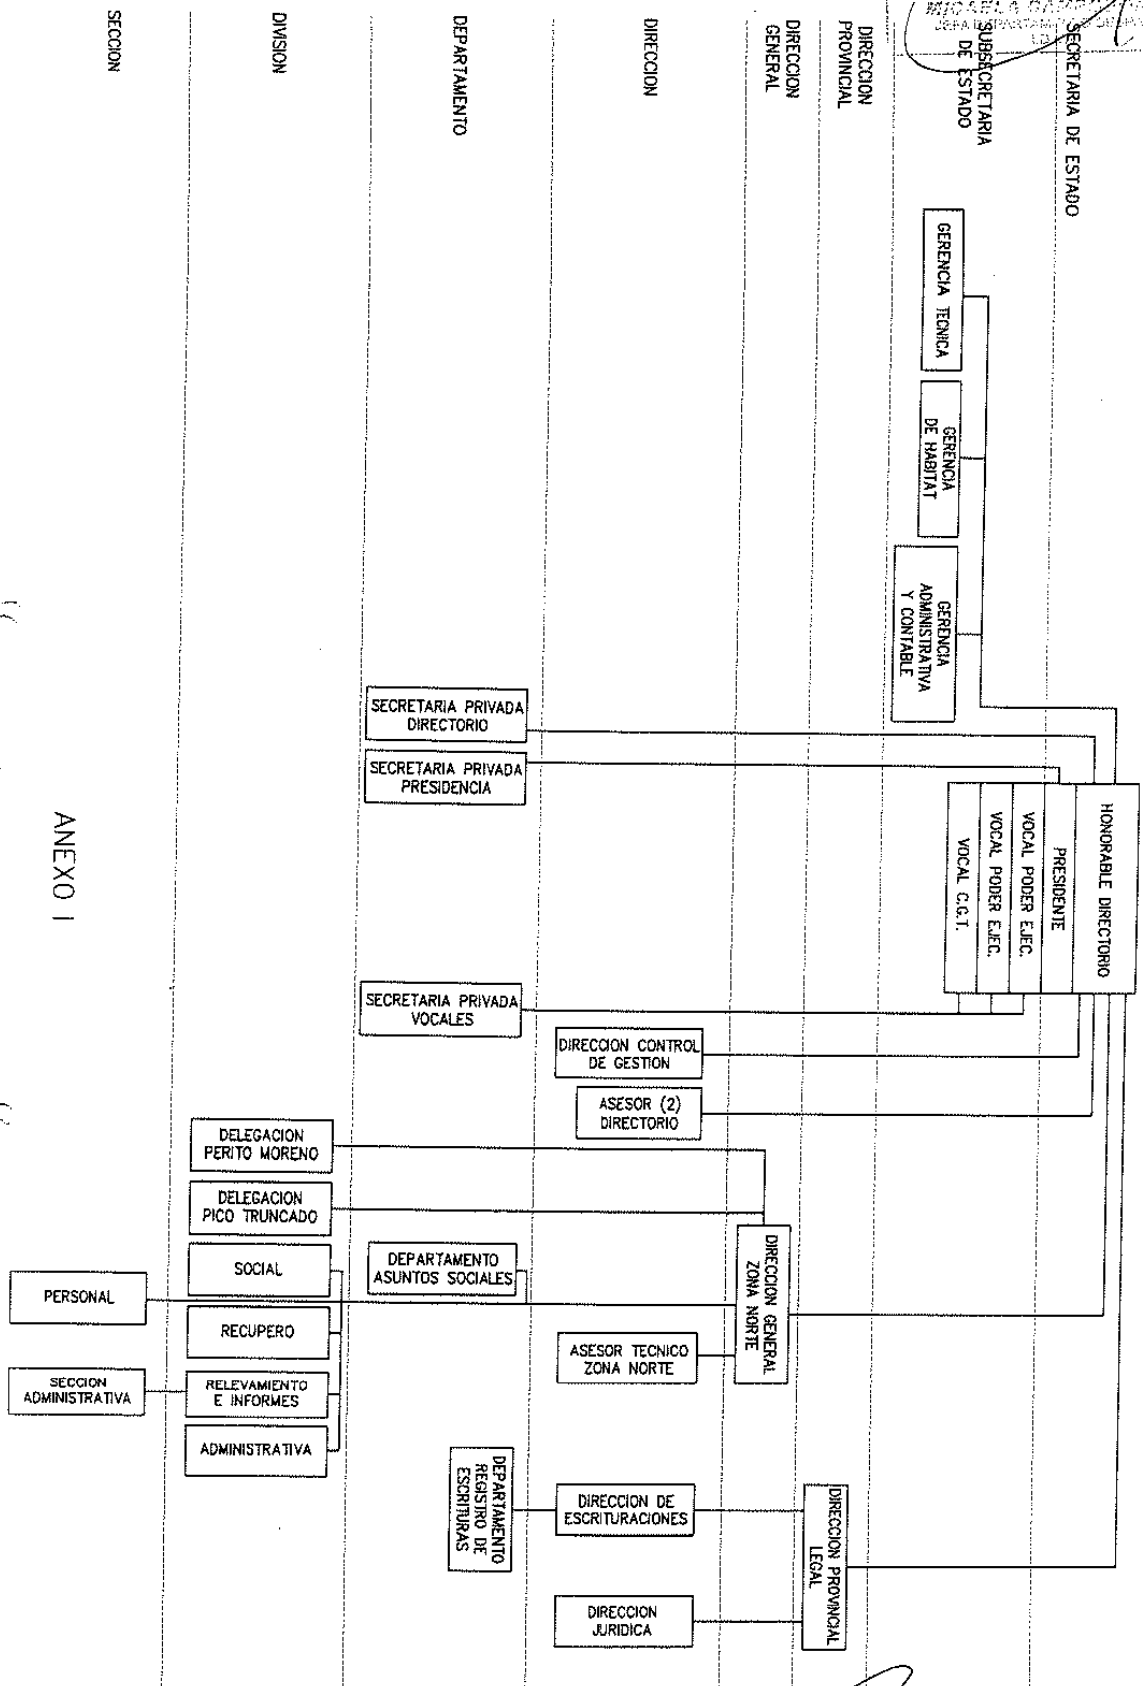 MICAELA
SECRETARIA DE ESTADO
SUBSECRETARIA
DE ESTADO
DIRECCION
PROVINCIAL
DIRECCION
GENERAL
DIRECCION
DEPARTAMENTO
DIVISION
SECCION
GERENCIA TECNICA
GERENCIA
DE HABITAT
GERENCIA
ADMINISTRATIVA
Y CONTABLE
HONORABLE DIRECTORIO
PRESIDENTE
VOCAL PODER EJEC.
VOCAL PODER EJEC.
VOCAL C.G.T.
SECRETARIA PRIVADA
DIRECTORIO
SECRETARIA PRIVADA
PRESIDENCIA
SECRETARIA PRIVADA
VOCALES
DIRECCION CONTROL
DE GESTION
ASESOR (2)
DIRECTORIO
DELEGACION
PERITO MORENO
DELEGACION
PICO TRUNCADO
DIRECCION GENERAL
ZONA NORTE
DEPARTAMENTO
ASUNTOS SOCIALES
SOCIAL
PERSONAL
RECUPERO
ASESOR TECNICO
ZONA NORTE
RELEVAMIENTO
E INFORMES
SECCION
ADMINISTRATIVA
ADMINISTRATIVA
DIRECCION PROVINCIAL
LEGAL
DIRECCION DE
ESCRITURACIONES
DEPARTAMENTO
REGISTRO DE
ESCRITURAS
DIRECCION
JURIDICA
ANEXO I